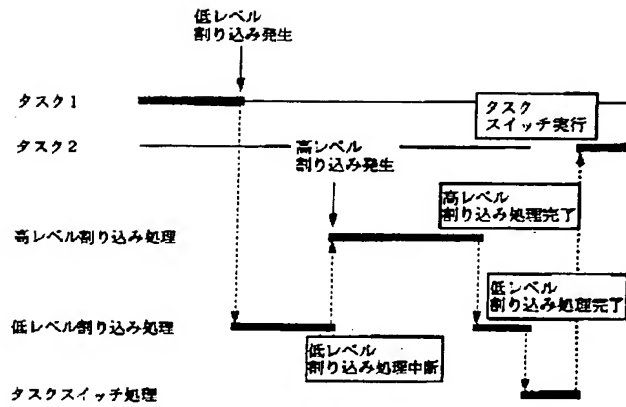 低レベル
割り込み発生
タスク1
タスク
スイッチ実行
タスク2
高レベル
割り込み発生
高レベル
割り込み処理完了
高レベル割り込み処理
低レベル
割り込み処理完了
低レベル割り込み処理
低レベル
割り込み処理中断
タスクスイッチ処理